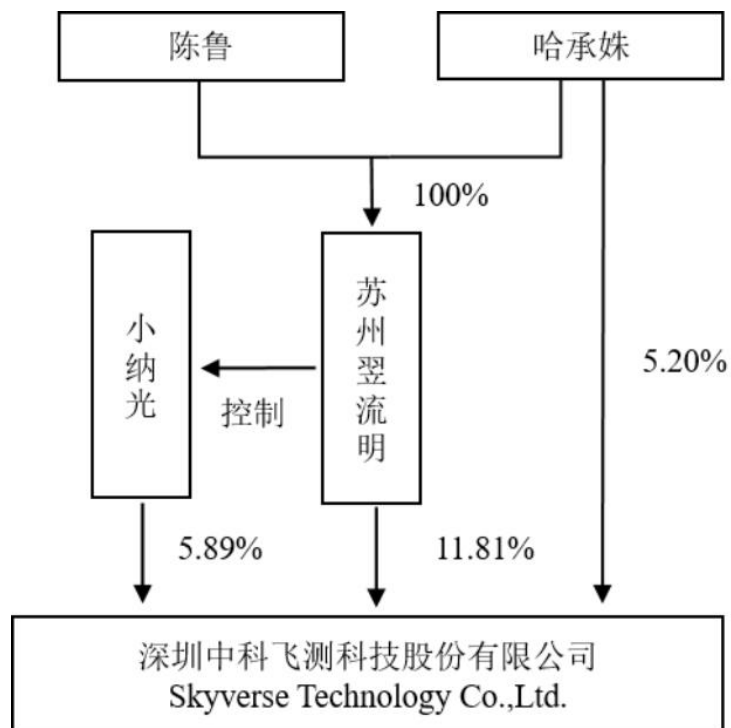 陈鲁
哈承姝
100%
小纳光
苏州翌流明
控制
5.20%
5.89%
11.81%
深圳中科飞测科技股份有限公司
Skyverse Technology Co.,Ltd.